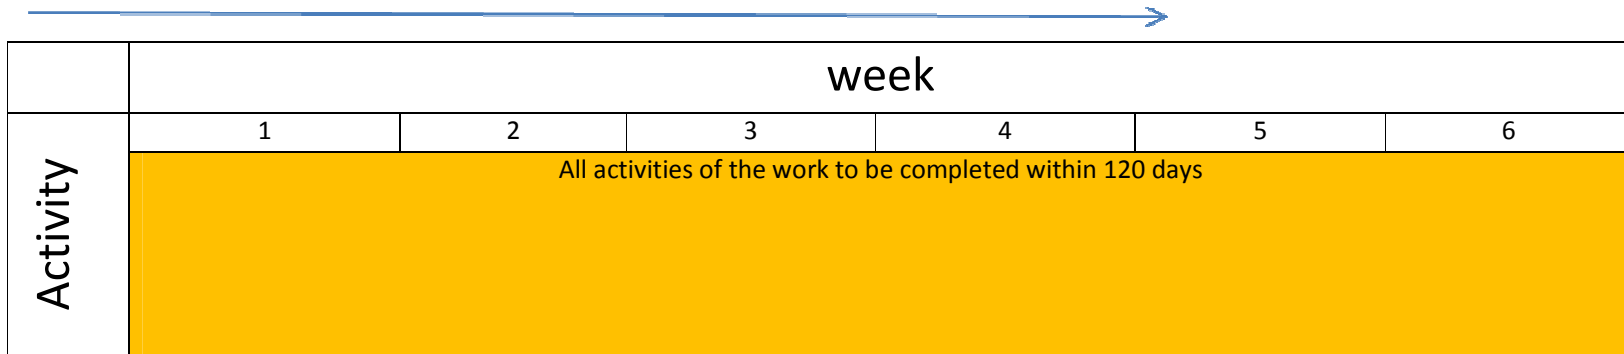 week
1 2 3 4 5 6
Activity
All activities of the work to be completed within 120 days